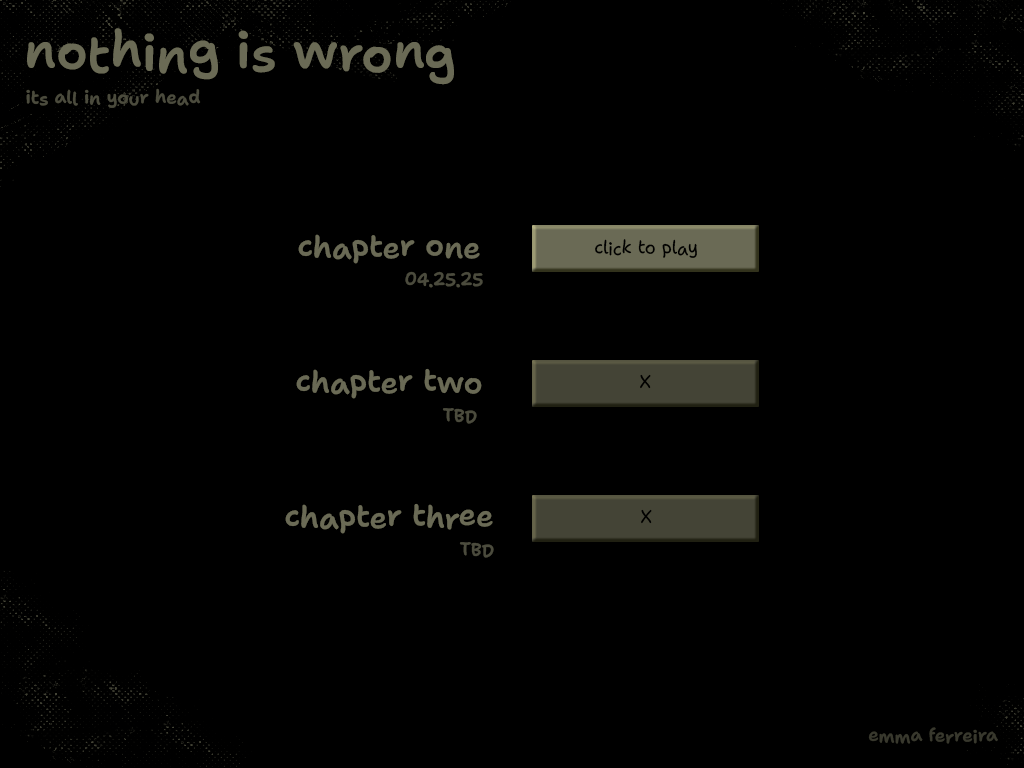 nothing is wrong
its all in your head
chapter one
click to play
04.25.25
chapter two
X
TBD
chapter three
X
TBD
emma ferreira